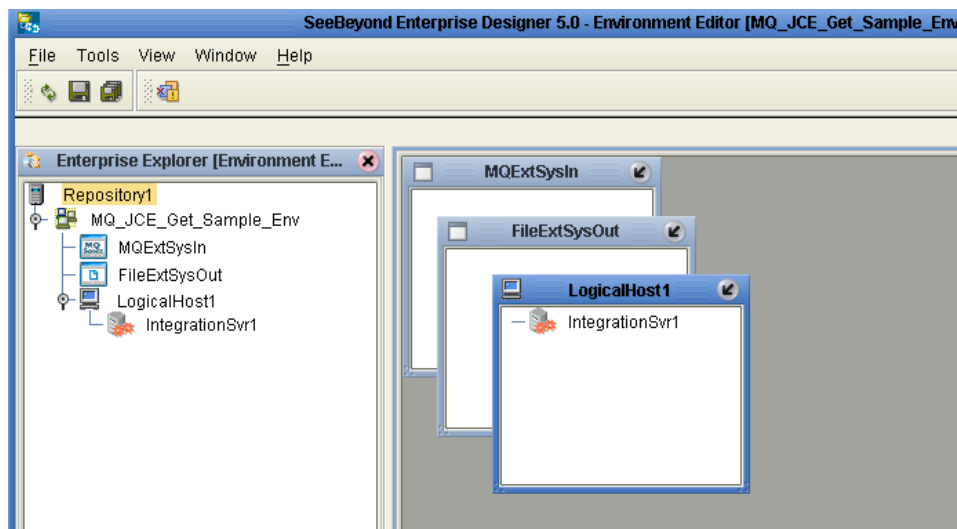 SeeBeyond Enterprise Designer 5.0 - Environment Editor [MQ_JCE_Get_Sample_Env
File Tools View Window Help
Enterprise Explorer [Environment E...
Repository1
MQ_JCE_Get_Sample_Env
MQExtSysIn
FileExtSysOut
LogicalHost1
IntegrationSvr1
MQExtSysIn
FileExtSysOut
LogicalHost1
IntegrationSvr1